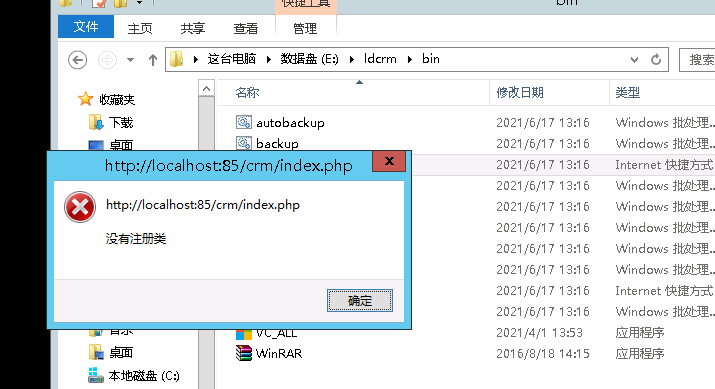 快捷工具
bin
文件
主页
共享
查看
管理
这台电脑
数据盘 (E:)
ldcrm
bin
搜索
收藏夹
下载
桌面
名称
修改日期
类型
autobackup
2021/6/17 13:16
Windows 批处理...
backup
2021/6/17 13:16
Windows 批处理...
2021/6/17 13:16
Internet 快捷方式
2021/6/17 13:16
Windows 批处理...
2021/6/17 13:16
Windows 批处理...
2021/6/17 13:16
Windows 批处理...
2021/6/17 13:16
Windows 批处理...
2021/6/17 13:16
Windows 批处理...
2021/6/17 13:16
Internet 快捷方式
2021/6/17 13:16
Windows 批处理...
VC_ALL
2021/4/1 13:53
应用程序
WinRAR
2016/8/18 14:15
应用程序
http://localhost:85/crm/index.php
x
http://localhost:85/crm/index.php
没有注册类
确定
音乐
桌面
本地磁盘 (C:)